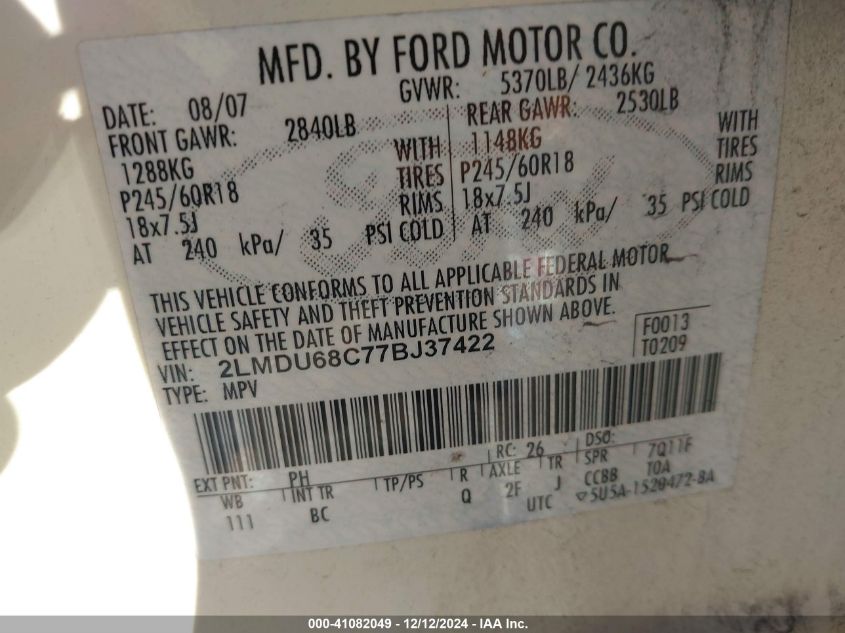 MFD. BY FORD MOTOR CO.
DATE: 08/07 GVWR: 5370LB/ 2436KG
FRONT GAWR: 2840LB REAR GAWR: 2530LB
1288KG WITH 1148KG WITH
P245/60R18 TIRES P245/60R18 TIRES
18x7.5J RIMS 18x7.5J RIMS
AT 240 kPa/ 35 PSI COLD AT 240 kPa/ 35 PSI COLD
THIS VEHICLE CONFORMS TO ALL APPLICABLE FEDERAL MOTOR
VEHICLE SAFETY AND THEFT PREVENTION STANDARDS IN
EFFECT ON THE DATE OF MANUFACTURE SHOWN ABOVE.
VIN: 2LMDU68C77BJ37422 F0013
TYPE: MPV T0209
EXT PNT: PH RC: 26 DSO:
WB INT TR TP/PS R AXLE TR SPR 7Q11F
111 BC Q 2F J CCBB TOA
UTC ▽5U5A-1520472-BA
000-41082049 - 12/12/2024 - IAA Inc.